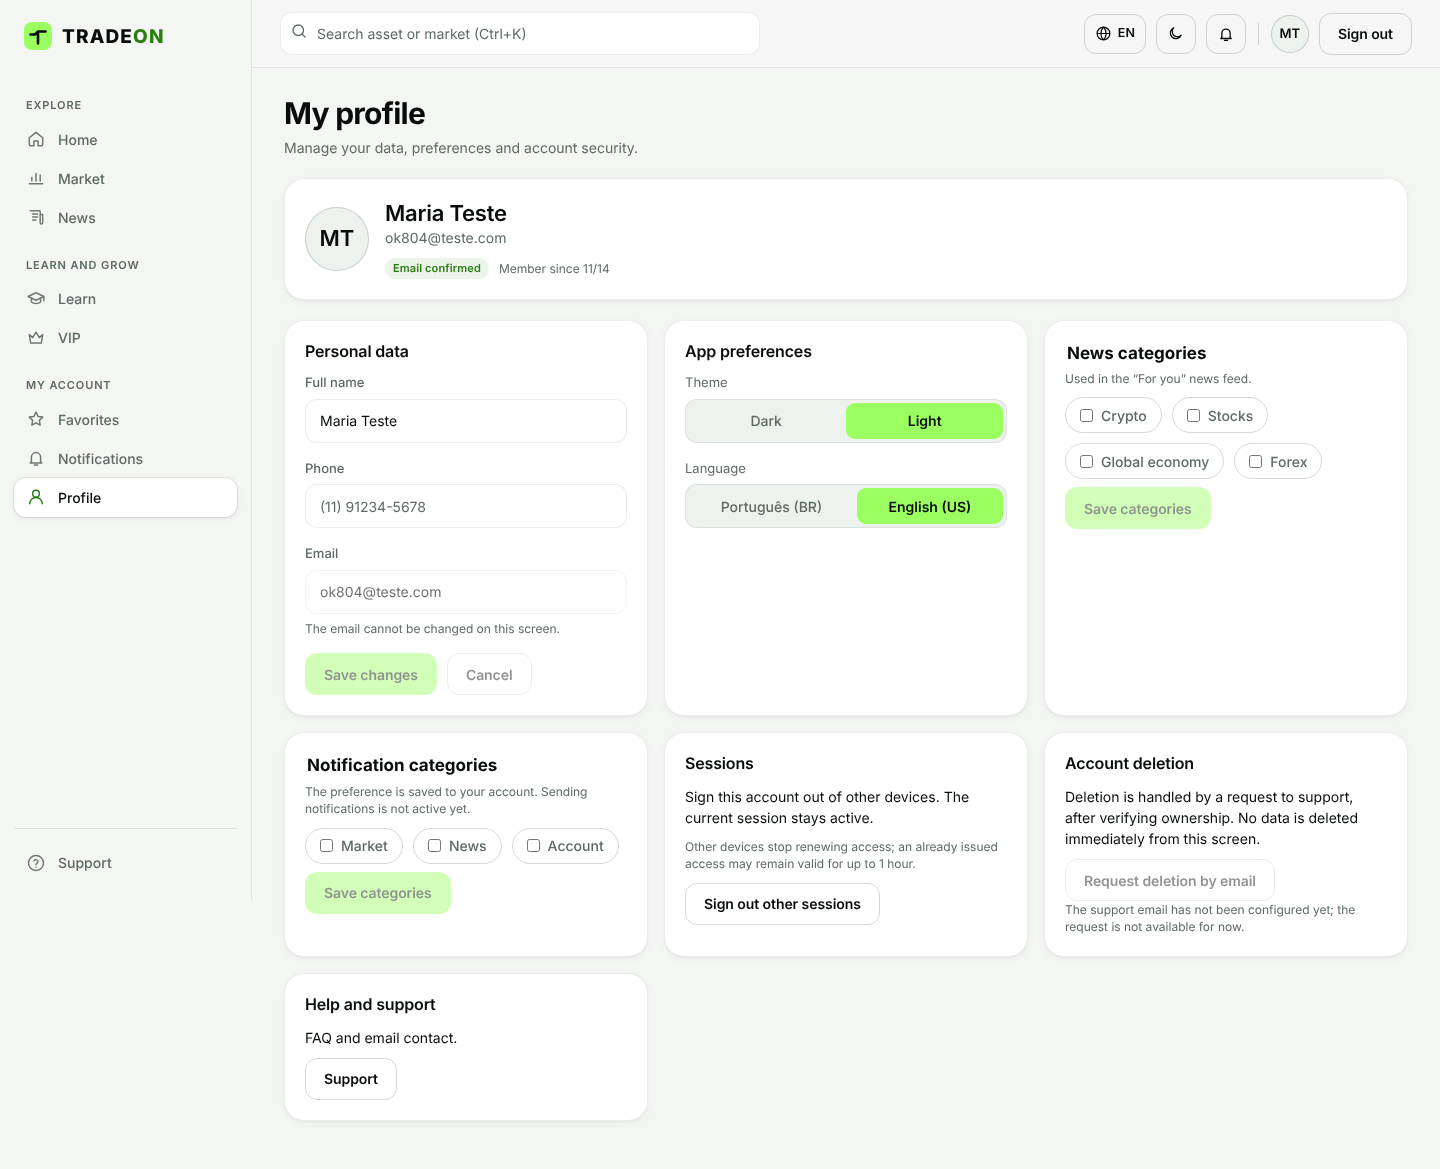 TRADEON
Search asset or market (Ctrl+K)
EN
MT
Sign out
EXPLORE
Home
Market
News
LEARN AND GROW
Learn
VIP
MY ACCOUNT
Favorites
Notifications
Profile
Support
My profile
Manage your data, preferences and account security.
MT
Maria Teste
ok804@teste.com
Email confirmed
Member since 11/14
Personal data
Full name
Maria Teste
Phone
(11) 91234-5678
Email
ok804@teste.com
The email cannot be changed on this screen.
Save changes
Cancel
App preferences
Theme
Dark
Light
Language
Português (BR)
English (US)
News categories
Used in the “For you” news feed.
Crypto
Stocks
Global economy
Forex
Save categories
Notification categories
The preference is saved to your account. Sending
notifications is not active yet.
Market
News
Account
Save categories
Sessions
Sign this account out of other devices. The
current session stays active.
Other devices stop renewing access; an already issued
access may remain valid for up to 1 hour.
Sign out other sessions
Account deletion
Deletion is handled by a request to support,
after verifying ownership. No data is deleted
immediately from this screen.
Request deletion by email
The support email has not been configured yet; the
request is not available for now.
Help and support
FAQ and email contact.
Support